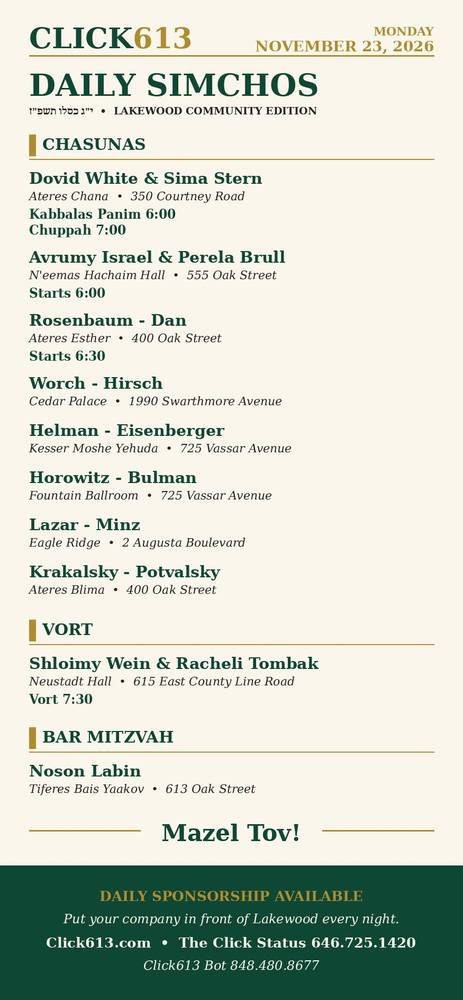 CLICK613
MONDAY
NOVEMBER 23, 2026
DAILY SIMCHOS
י"ג כסלו תשפ"ז • LAKEWOOD COMMUNITY EDITION
CHASUNAS
Dovid White & Sima Stern
Ateres Chana • 350 Courtney Road
Kabbalas Panim 6:00
Chuppah 7:00
Avrumy Israel & Perela Brull
N'eemas Hachaim Hall • 555 Oak Street
Starts 6:00
Rosenbaum - Dan
Ateres Esther • 400 Oak Street
Starts 6:30
Worch - Hirsch
Cedar Palace • 1990 Swarthmore Avenue
Helman - Eisenberger
Kesser Moshe Yehuda • 725 Vassar Avenue
Horowitz - Bulman
Fountain Ballroom • 725 Vassar Avenue
Lazar - Minz
Eagle Ridge • 2 Augusta Boulevard
Krakalsky - Potvalsky
Ateres Blima • 400 Oak Street
VORT
Shloimy Wein & Racheli Tombak
Neustadt Hall • 615 East County Line Road
Vort 7:30
BAR MITZVAH
Noson Labin
Tiferes Bais Yaakov • 613 Oak Street
Mazel Tov!
DAILY SPONSORSHIP AVAILABLE
Put your company in front of Lakewood every night.
Click613.com • The Click Status 646.725.1420
Click613 Bot 848.480.8677